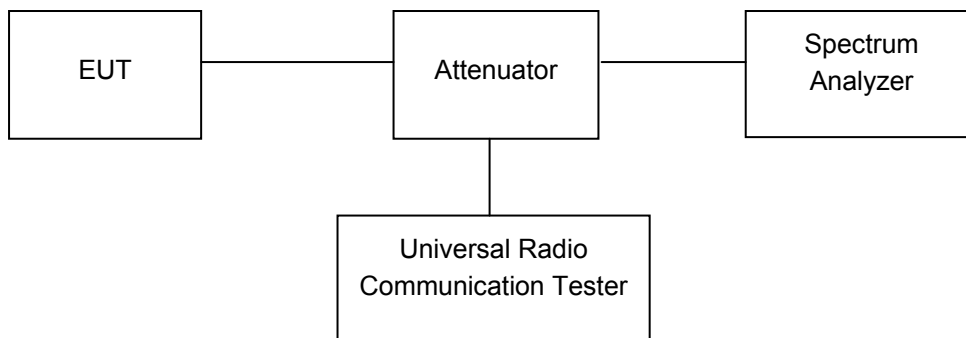 EUT
Attenuator
Spectrum
Analyzer
Universal Radio
Communication Tester